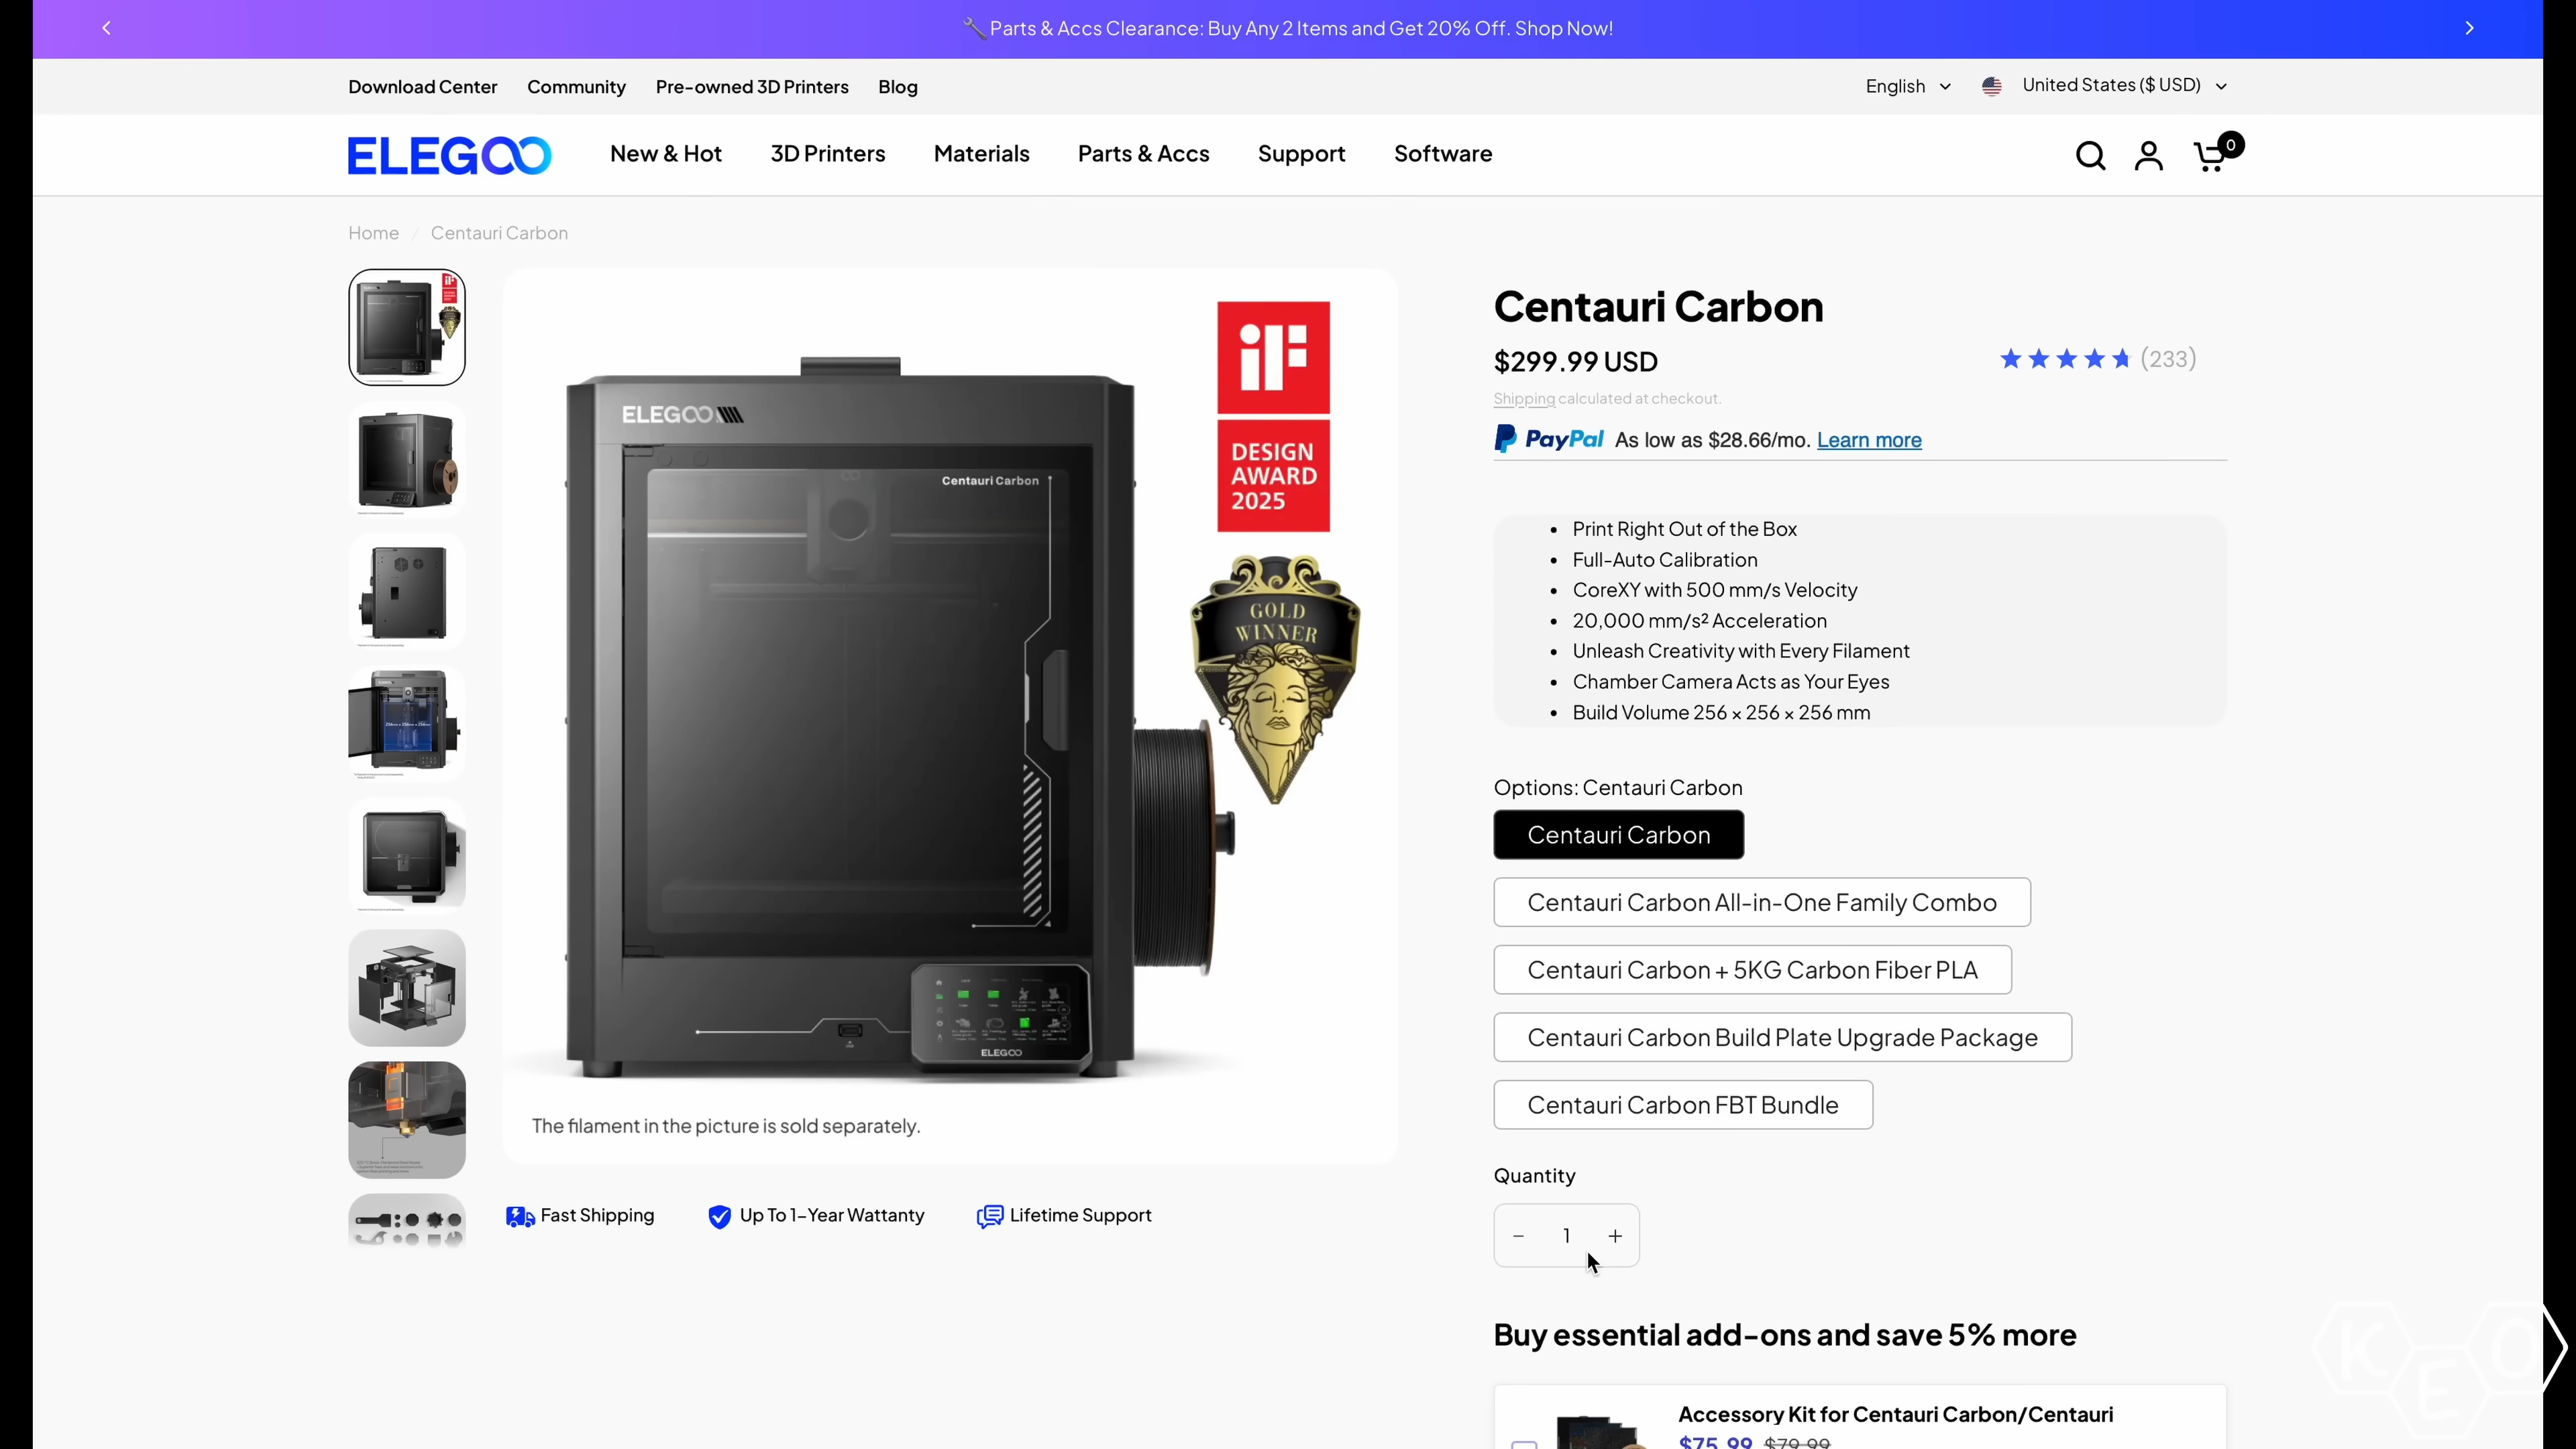 Parts & Accs Clearance: Buy Any 2 Items and Get 20% Off. Shop Now!
Download Center Community Pre-owned 3D Printers Blog
English United States ($ USD)
ELEGOO New & Hot 3D Printers Materials Parts & Accs Support Software
0
Home / Centauri Carbon
iF
DESIGN
AWARD
2025
GOLD
WINNER
ELEGOO
Centauri Carbon
ELEGOO
The filament in the picture is sold separately.
Fast Shipping Up To 1-Year Wattanty Lifetime Support
Centauri Carbon
$299.99 USD (233)
Shipping calculated at checkout.
PayPal As low as $28.66/mo. Learn more
• Print Right Out of the Box
• Full-Auto Calibration
• CoreXY with 500 mm/s Velocity
• 20,000 mm/s² Acceleration
• Unleash Creativity with Every Filament
• Chamber Camera Acts as Your Eyes
• Build Volume 256 × 256 × 256 mm
Options: Centauri Carbon
Centauri Carbon
Centauri Carbon All-in-One Family Combo
Centauri Carbon + 5KG Carbon Fiber PLA
Centauri Carbon Build Plate Upgrade Package
Centauri Carbon FBT Bundle
Quantity
− 1 +
Buy essential add-ons and save 5% more
Accessory Kit for Centauri Carbon/Centauri
$75.99 $79.99
KEO